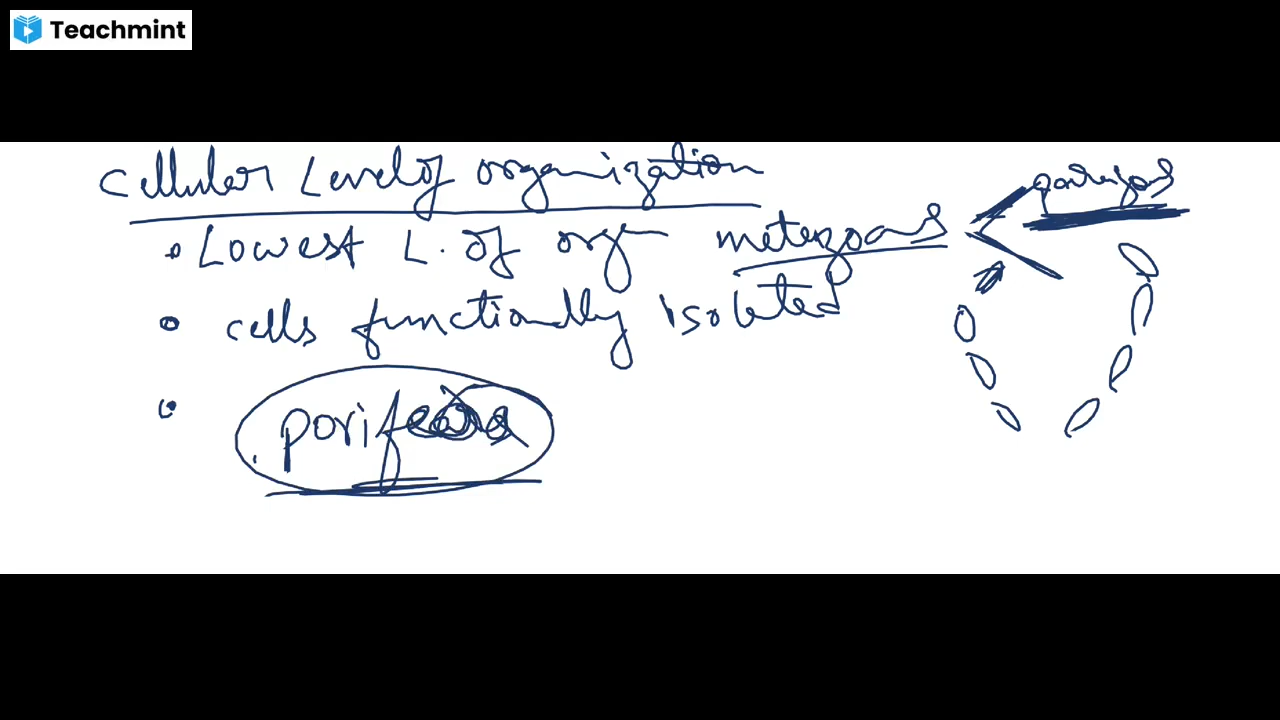 Teachmint
Cellular Level of organization
• Lowest L. of orgn metazoans
• cells functionally isolated
• porifera